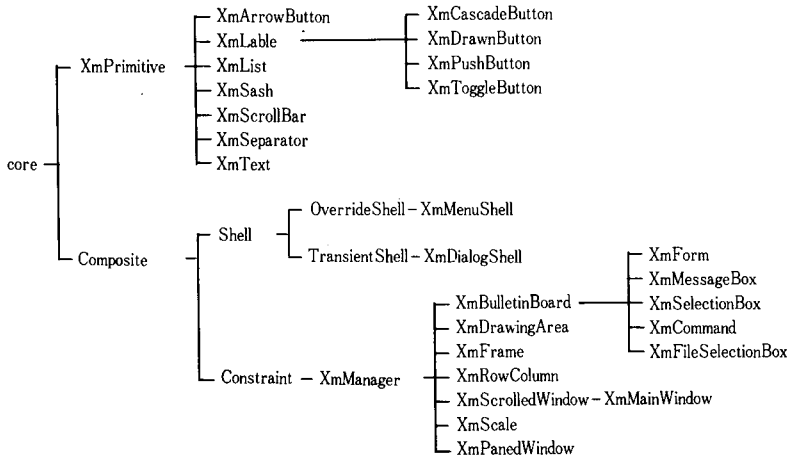 core
XmPrimitive
XmArrowButton
XmLable
XmList
XmSash
XmScrollBar
XmSeparator
XmText
XmCascadeButton
XmDrawnButton
XmPushButton
XmToggleButton
Composite
Shell
OverrideShell - XmMenuShell
TransientShell - XmDialogShell
Constraint - XmManager
XmBulletinBoard
XmDrawingArea
XmFrame
XmRowColumn
XmScrolledWindow - XmMainWindow
XmScale
XmPanedWindow
XmForm
XmMessageBox
XmSelectionBox
XmCommand
XmFileSelectionBox